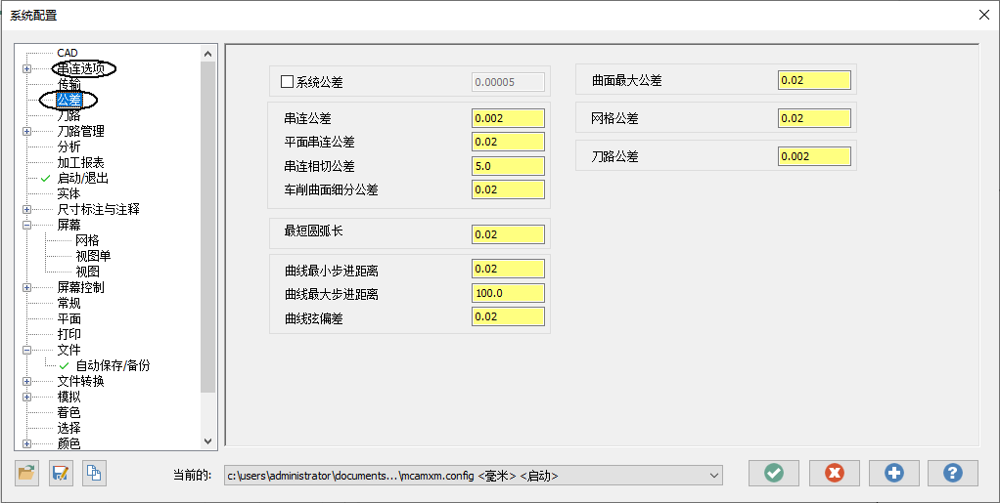 系统配置
CAD
串连选项
传输
公差
刀路
刀路管理
分析
加工报表
启动/退出
实体
尺寸标注与注释
屏幕
网格
视图单
视图
屏幕控制
常规
平面
打印
文件
自动保存/备份
文件转换
模拟
着色
选择
颜色
系统公差 0.00005
串连公差 0.002
平面串连公差 0.02
串连相切公差 5.0
车削曲面细分公差 0.02
最短圆弧长 0.02
曲线最小步进距离 0.02
曲线最大步进距离 100.0
曲线弦偏差 0.02
曲面最大公差 0.02
网格公差 0.02
刀路公差 0.002
当前的: c:\users\administrator\documents...\mcamxm.config <毫米> <启动>